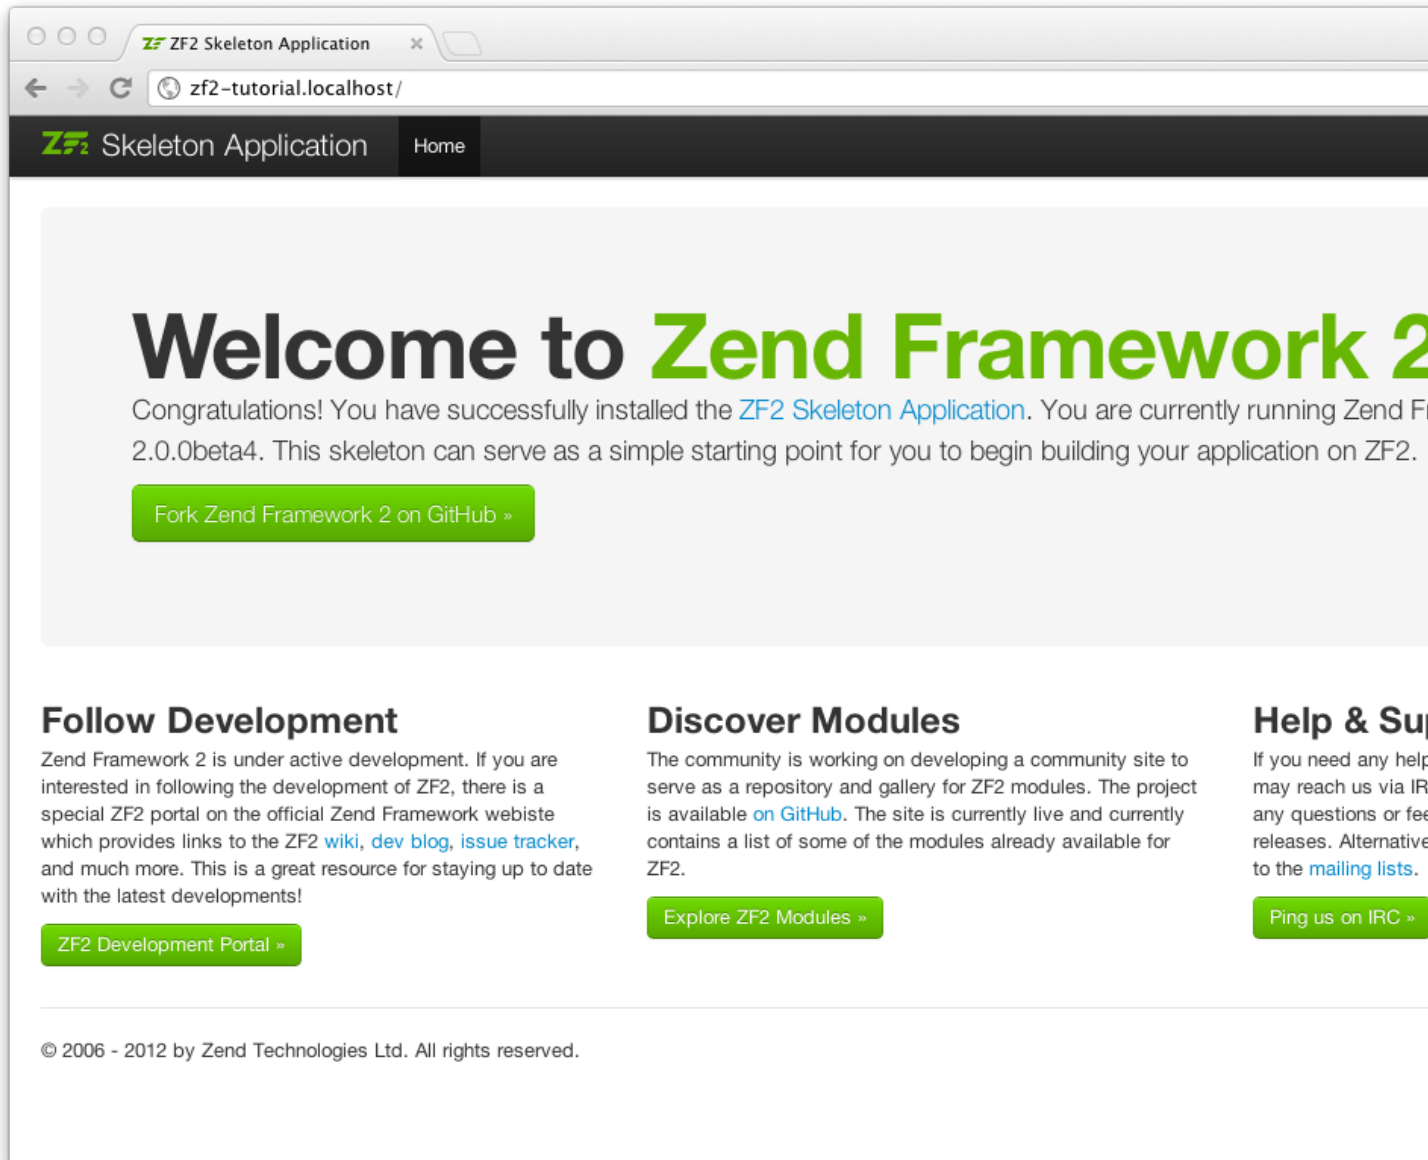 ZF2 Skeleton Application
zf2-tutorial.localhost/
ZF2 Skeleton Application
Home
Welcome to Zend Framework 2
Congratulations! You have successfully installed the ZF2 Skeleton Application. You are currently running Zend
2.0.0beta4. This skeleton can serve as a simple starting point for you to begin building your application on ZF2.
Fork Zend Framework 2 on GitHub »
Follow Development
Zend Framework 2 is under active development. If you are
interested in following the development of ZF2, there is a
special ZF2 portal on the official Zend Framework webiste
which provides links to the ZF2 wiki, dev blog, issue tracker,
and much more. This is a great resource for staying up to date
with the latest developments!
ZF2 Development Portal »
Discover Modules
The community is working on developing a community site to
serve as a repository and gallery for ZF2 modules. The project
is available on GitHub. The site is currently live and currently
contains a list of some of the modules already available for
ZF2.
Explore ZF2 Modules »
Help &
If you need any help
may reach us via
any questions or
releases.
to the mailing lists.
Ping us on IRC »
© 2006 - 2012 by Zend Technologies Ltd. All rights reserved.